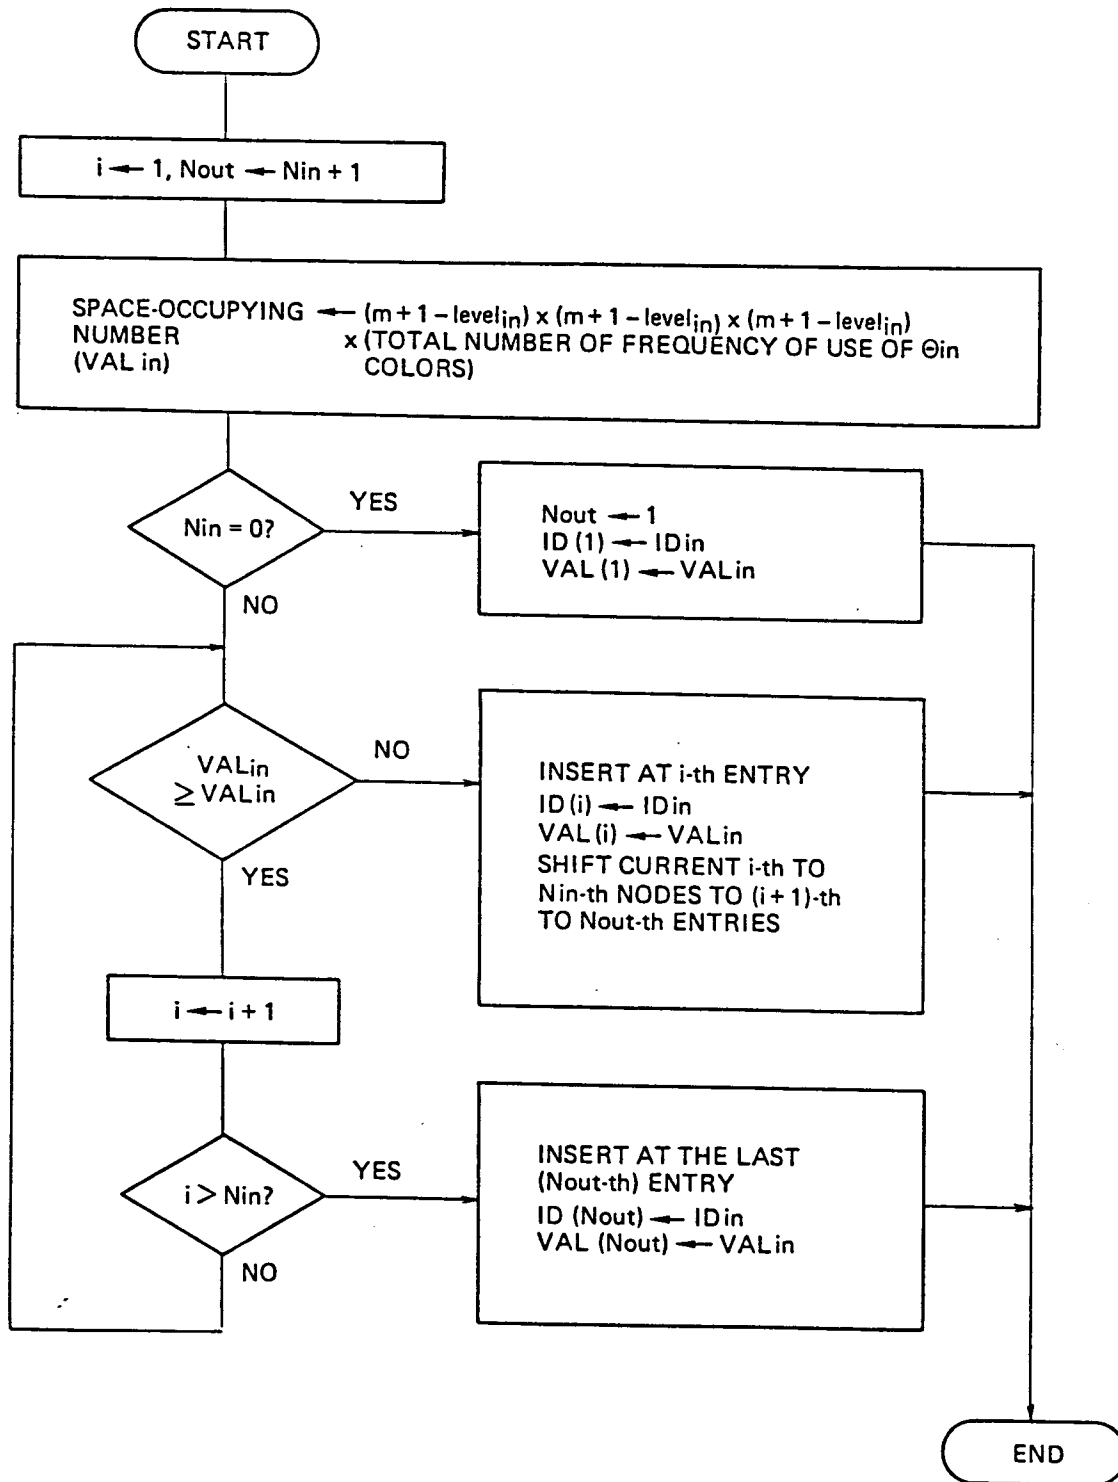 START
i ← 1, Nout ← Nin + 1
SPACE-OCCUPYING ← (m + 1 – levelin) x (m + 1 – levelin) x (m + 1 – levelin)
NUMBER x (TOTAL NUMBER OF FREQUENCY OF USE OF Θin
(VAL in) COLORS)
Nin = 0?
YES
NO
Nout ← 1
ID (1) ← IDin
VAL (1) ← VALin
VALin
≥ VALin
NO
YES
INSERT AT i-th ENTRY
ID (i) ← IDin
VAL (i) ← VALin
SHIFT CURRENT i-th TO
Nin-th NODES TO (i + 1)-th
TO Nout-th ENTRIES
i ← i + 1
i > Nin?
YES
NO
INSERT AT THE LAST
(Nout-th) ENTRY
ID (Nout) ← IDin
VAL (Nout) ← VALin
END